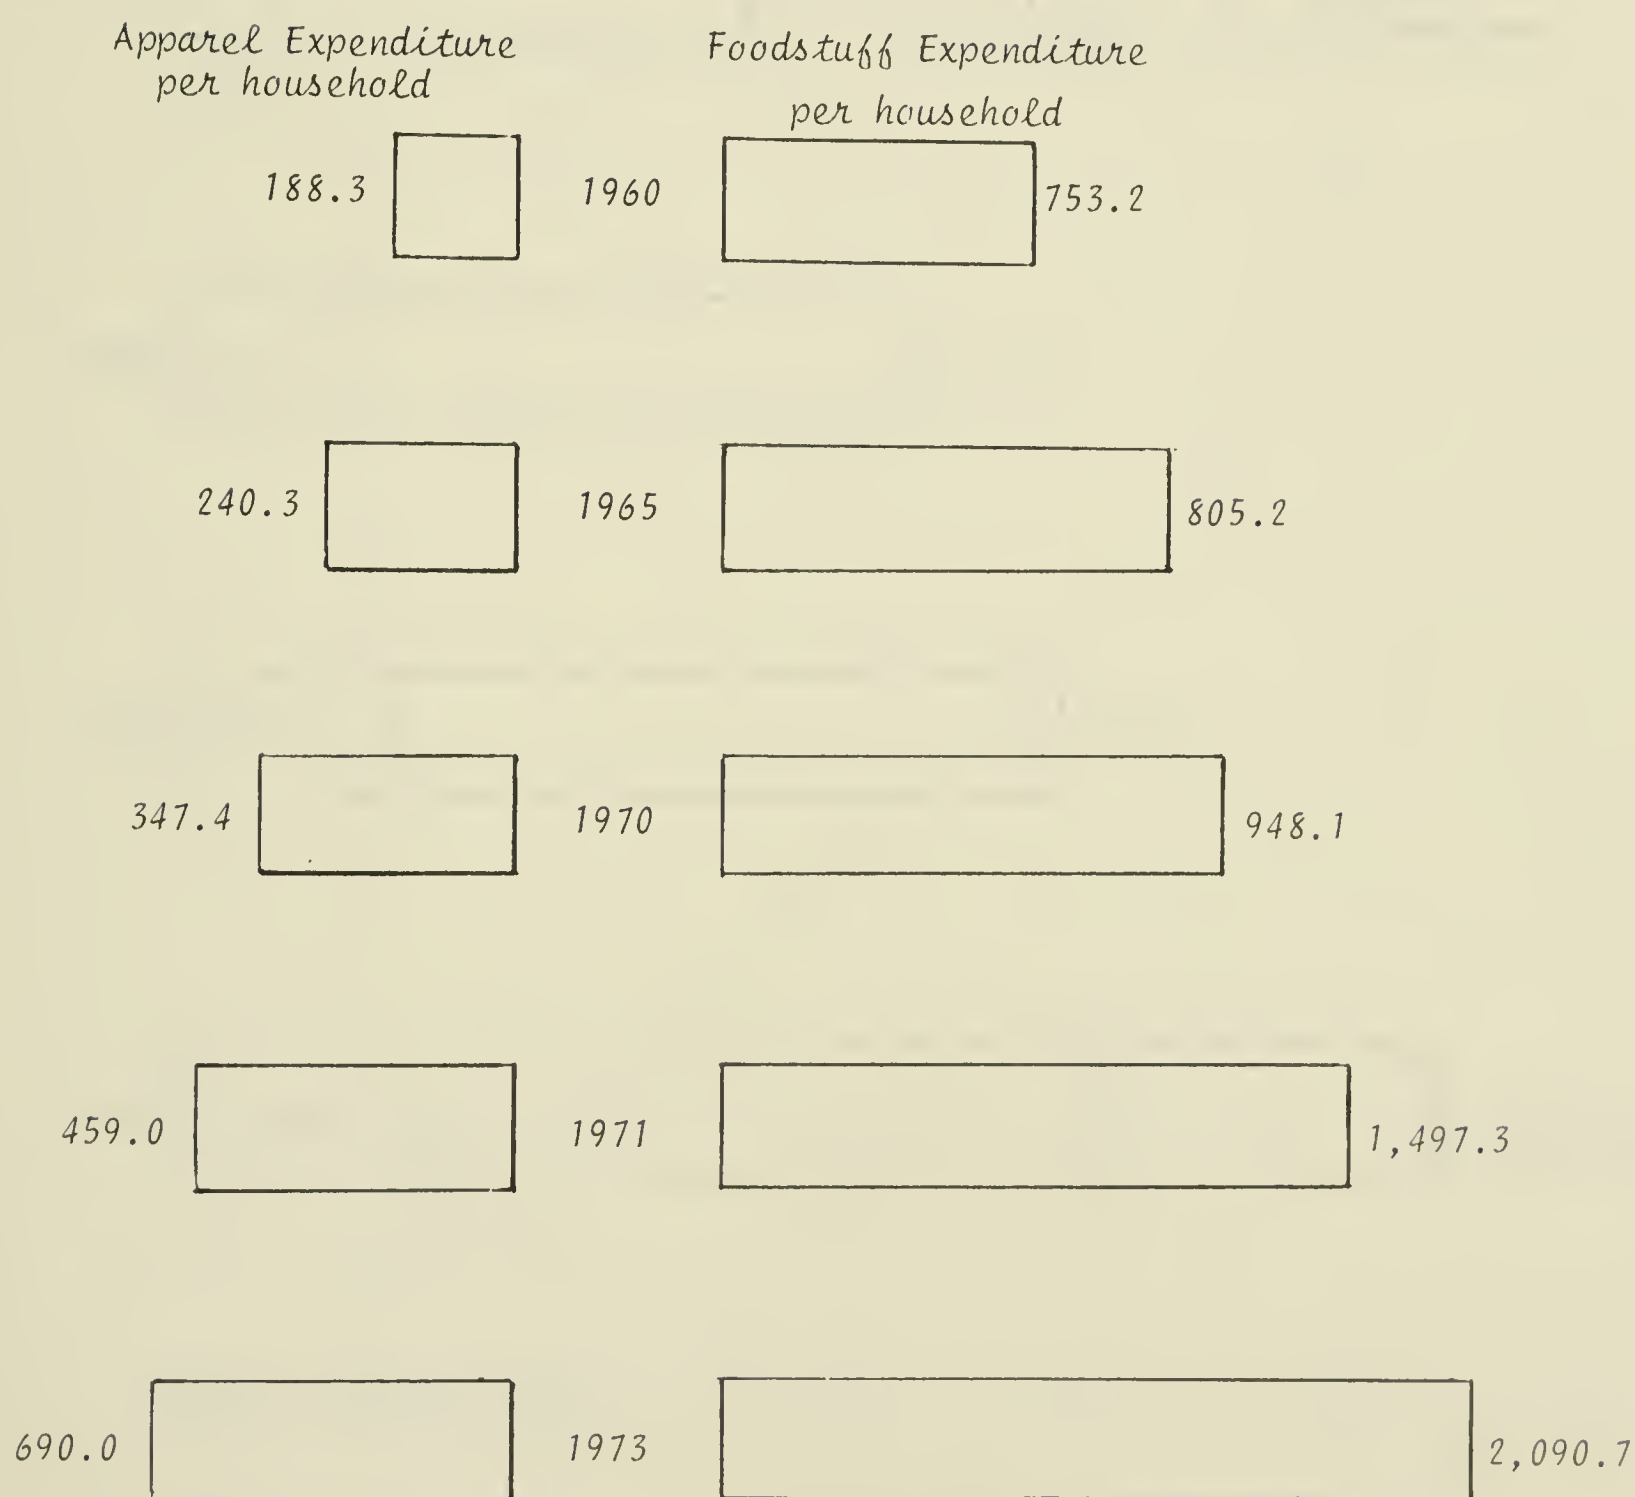 Apparel Expenditure
per household
Foodstuff Expenditure
per household
188.3 1960 753.2
240.3 1965 805.2
347.4 1970 948.1
459.0 1971 1,497.3
690.0 1973 2,090.7